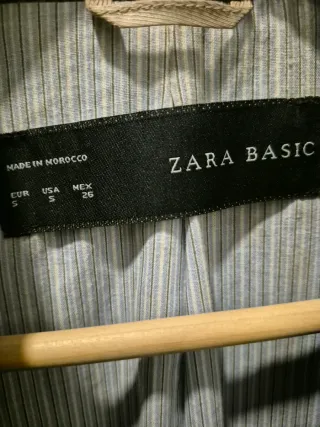 MADE IN MOROCCO
ZARA BASIC
EUR USA MEX
S S 26